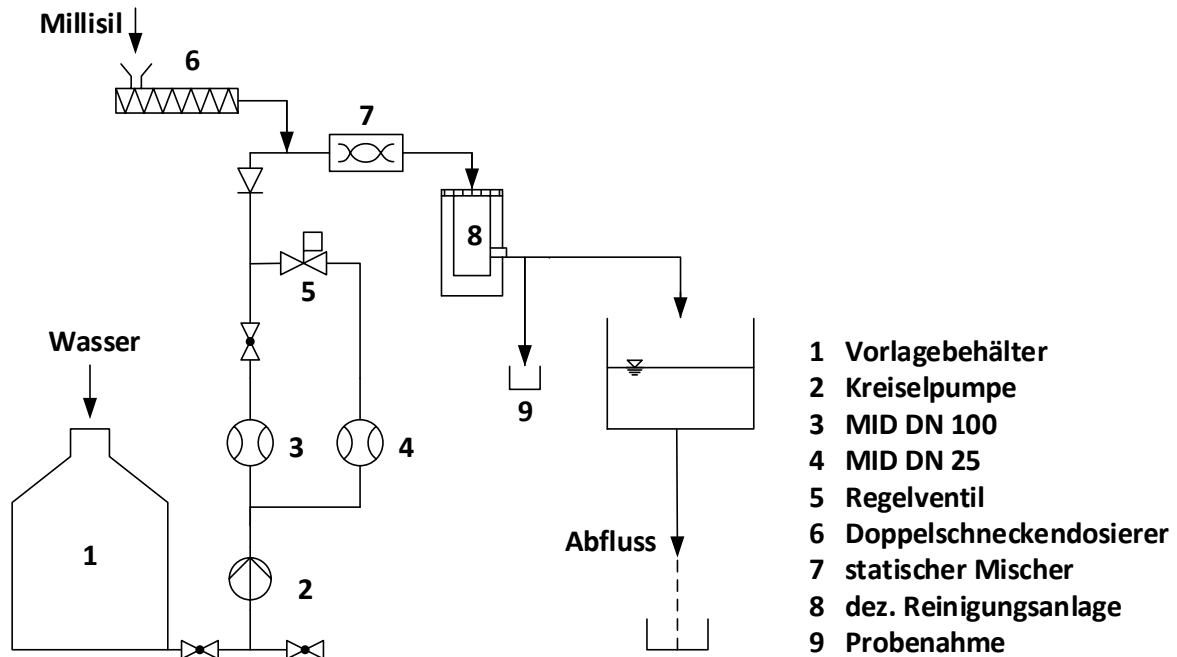 Millisil
6
7
8
5
Wasser
3
4
9
1
2
Abfluss
1 Vorlagebehälter
2 Kreiselpumpe
3 MID DN 100
4 MID DN 25
5 Regelventil
6 Doppelschneckendosierer
7 statischer Mischer
8 dez. Reinigungsanlage
9 Probenahme